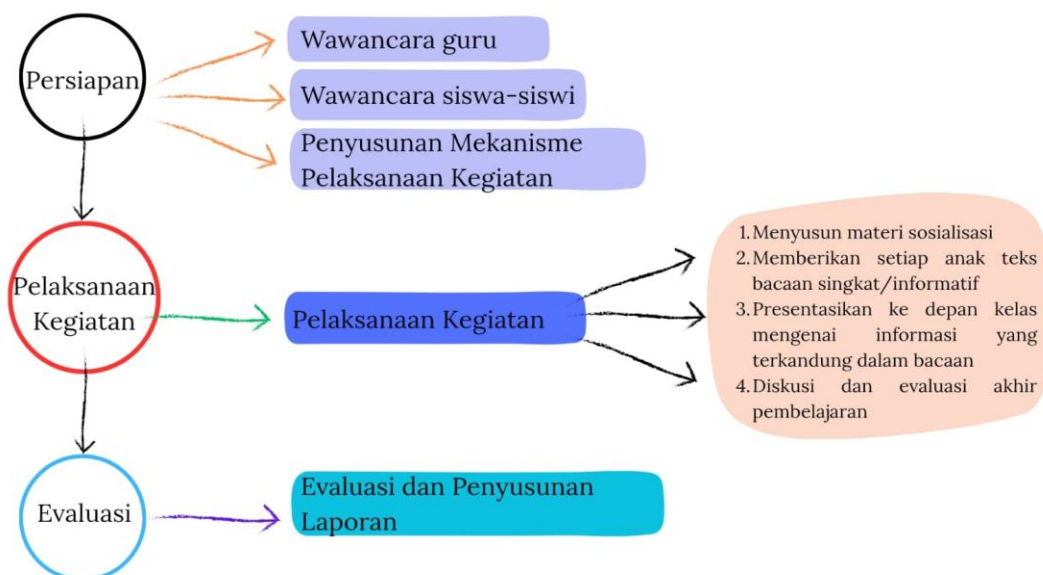 Persiapan
Wawancara guru
Wawancara siswa-siswi
Penyusunan Mekanisme
Pelaksanaan Kegiatan
Pelaksanaan
Kegiatan
Pelaksanaan Kegiatan
1. Menyusun materi sosialisasi
2. Memberikan setiap anak teks
bacaan singkat/informatif
3. Presentasikan ke depan kelas
mengenai informasi yang
terkandung dalam bacaan
4. Diskusi dan evaluasi akhir
pembelajaran
Evaluasi
Evaluasi dan Penyusunan
Laporan